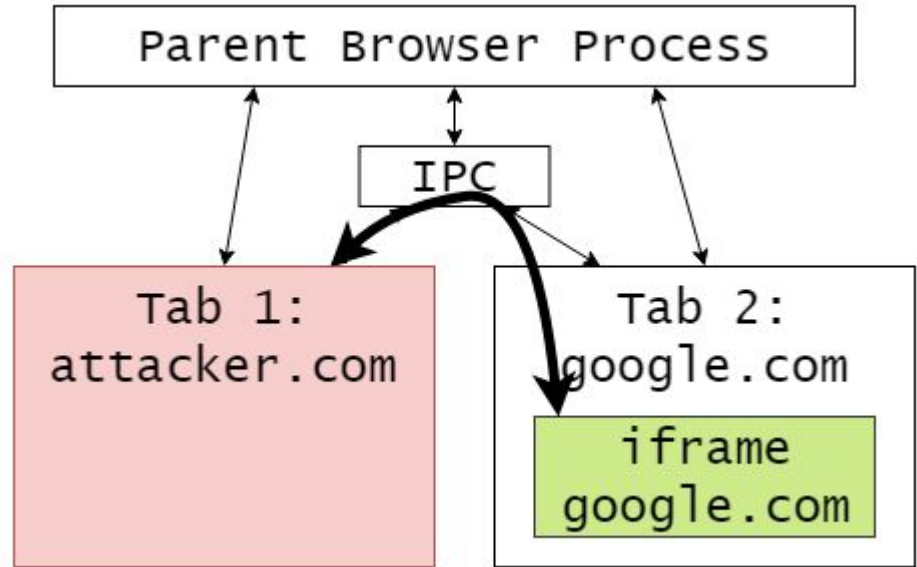 Parent Browser Process
IPC
Tab 1:
attacker.com
Tab 2:
google.com
iframe
google.com